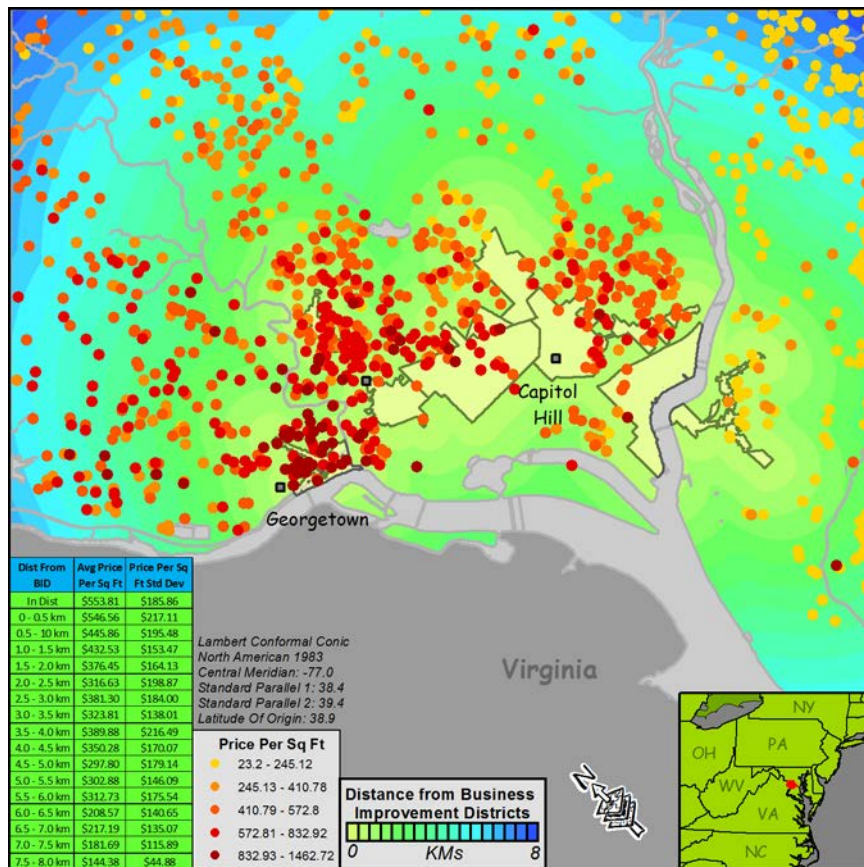 Capitol
Hill
Georgetown
Virginia
Dist From BID Avg Price Per Sq Ft Price Per Sq Ft Std Dev
In Dist $553.81 $185.86
0 - 0.5 km $546.56 $217.11
0.5 - 10 km $445.86 $195.48
1.0 - 1.5 km $432.53 $153.47
1.5 - 2.0 km $376.45 $164.13
2.0 - 2.5 km $316.63 $198.87
2.5 - 3.0 km $381.30 $184.00
3.0 - 3.5 km $323.81 $138.01
3.5 - 4.0 km $389.88 $216.49
4.0 - 4.5 km $350.28 $170.07
4.5 - 5.0 km $297.80 $179.14
5.0 - 5.5 km $302.88 $146.09
5.5 - 6.0 km $312.73 $175.54
6.0 - 6.5 km $208.57 $140.65
6.5 - 7.0 km $217.19 $135.07
7.0 - 7.5 km $181.69 $115.89
7.5 - 8.0 km $144.38 $44.88
Lambert Conformal Conic
North American 1983
Central Meridian: -77.0
Standard Parallel 1: 38.4
Standard Parallel 2: 39.4
Latitude Of Origin: 38.9
Price Per Sq Ft
23.2 - 245.12
245.13 - 410.78
410.79 - 572.8
572.81 - 832.92
832.93 - 1462.72
Distance from Business
Improvement Districts
0 KMs 8
N
NY
PA
OH
WV
VA
NC